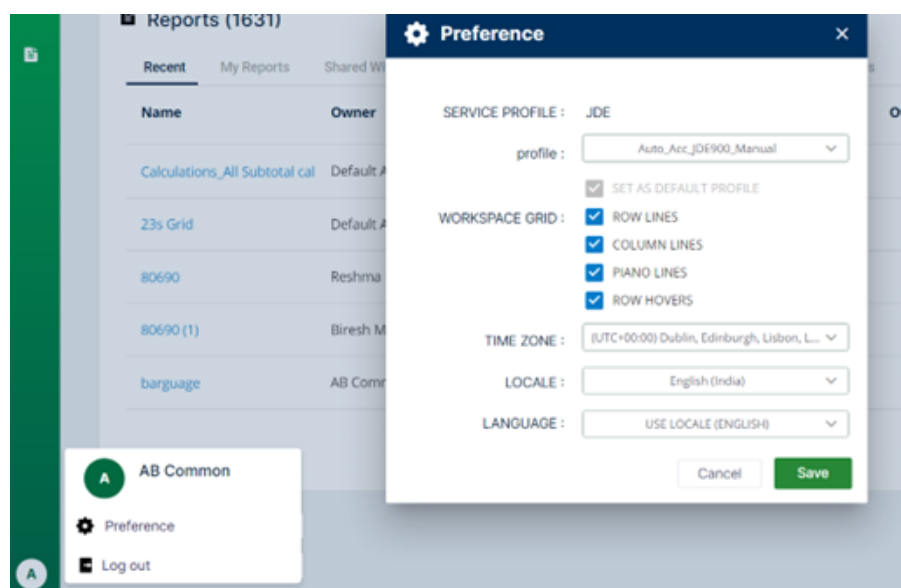 Reports (1631)
Recent My Reports Shared Wi
Name Owner
Calculations_All Subtotal cal Default A
23s Grid Default A
80690 Reshma
80690 (1) Biresh M
barguage AB Comm
AB Common
A
Preference
Log out
A
Preference
SERVICE PROFILE : JDE
profile : Auto_Acc_JDE900_Manual
SET AS DEFAULT PROFILE
WORKSPACE GRID : ROW LINES
COLUMN LINES
PIANO LINES
ROW HOVERS
TIME ZONE : (UTC+00:00) Dublin, Edinburgh, Lisbon, L...
LOCALE : English (India)
LANGUAGE : USE LOCALE (ENGLISH)
Cancel Save
s
O